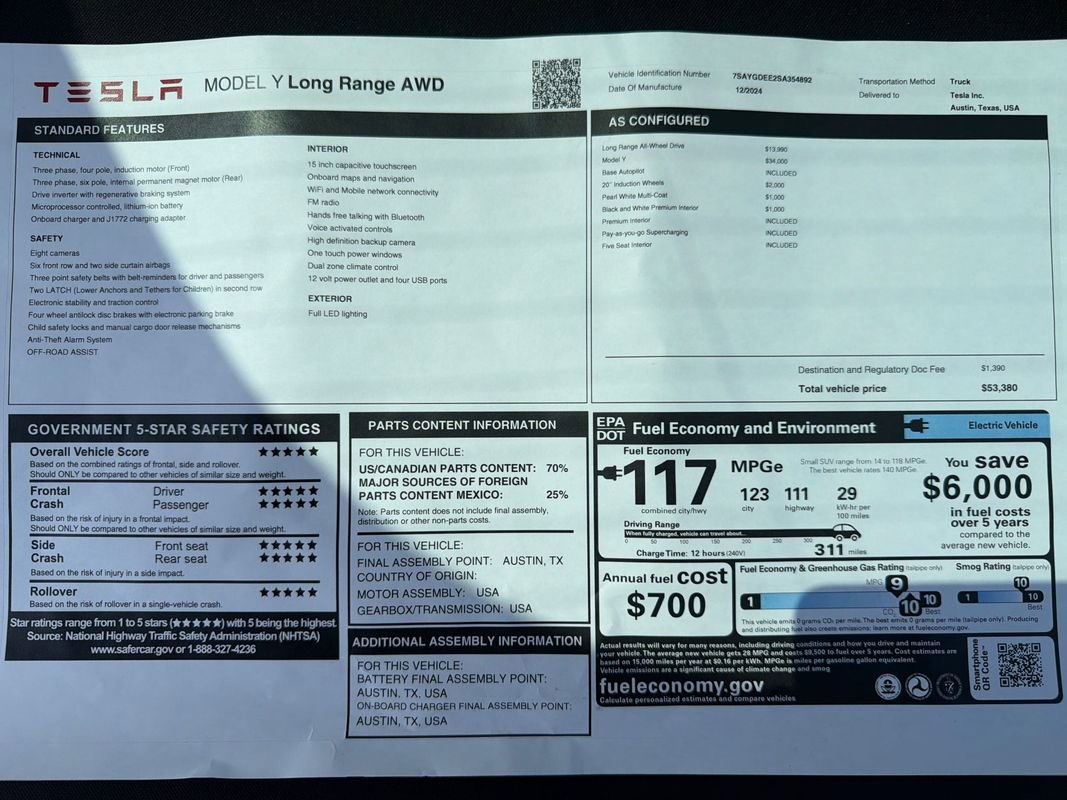 TESLA MODEL Y Long Range AWD
Vehicle Identification Number 7SAYGDEE2SA354892
Date Of Manufacture 12/2024
Transportation Method Truck
Delivered to Tesla Inc.
Austin, Texas, USA
STANDARD FEATURES
TECHNICAL
Three phase, four pole, induction motor (Front)
Three phase, six pole, internal permanent magnet motor (Rear)
Drive inverter with regenerative braking system
Microprocessor controlled, lithium-ion battery
Onboard charger and J1772 charging adapter
SAFETY
Eight cameras
Six front row and two side curtain airbags
Three point safety belts with belt-reminders for driver and passengers
Two LATCH (Lower Anchors and Tethers for Children) in second row
Electronic stability and traction control
Four wheel antilock disc brakes with electronic parking brake
Child safety locks and manual cargo door release mechanisms
Anti-Theft Alarm System
OFF-ROAD ASSIST
INTERIOR
15 inch capacitive touchscreen
Onboard maps and navigation
WiFi and Mobile network connectivity
FM radio
Hands free talking with Bluetooth
Voice activated controls
High definition backup camera
One touch power windows
Dual zone climate control
12 volt power outlet and four USB ports
EXTERIOR
Full LED lighting
AS CONFIGURED
Long Range All-Wheel Drive $13,990
Model Y $34,000
Base Autopilot INCLUDED
20" Induction Wheels $2,000
Pearl White Multi-Coat $1,000
Black and White Premium Interior $1,000
Premium Interior INCLUDED
Pay-as-you-go Supercharging INCLUDED
Five Seat Interior INCLUDED
Destination and Regulatory Doc Fee $1,390
Total vehicle price $53,380
GOVERNMENT 5-STAR SAFETY RATINGS
Overall Vehicle Score ★★★★★
Based on the combined ratings of frontal, side and rollover.
Should ONLY be compared to other vehicles of similar size and weight.
Frontal Driver ★★★★★
Crash Passenger ★★★★★
Based on the risk of injury in a frontal impact.
Should ONLY be compared to other vehicles of similar size and weight.
Side Front seat ★★★★★
Crash Rear seat ★★★★★
Based on the risk of injury in a side impact.
Rollover ★★★★★
Based on the risk of rollover in a single-vehicle crash.
Star ratings range from 1 to 5 stars (★★★★★) with 5 being the highest.
Source: National Highway Traffic Safety Administration (NHTSA)
www.safercar.gov or 1-888-327-4236
PARTS CONTENT INFORMATION
FOR THIS VEHICLE:
US/CANADIAN PARTS CONTENT: 70%
MAJOR SOURCES OF FOREIGN
PARTS CONTENT MEXICO: 25%
Note: Parts content does not include final assembly,
distribution or other non-parts costs.
FOR THIS VEHICLE:
FINAL ASSEMBLY POINT: AUSTIN, TX
COUNTRY OF ORIGIN:
MOTOR ASSEMBLY: USA
GEARBOX/TRANSMISSION: USA
ADDITIONAL ASSEMBLY INFORMATION
FOR THIS VEHICLE:
BATTERY FINAL ASSEMBLY POINT:
AUSTIN, TX, USA
ON-BOARD CHARGER FINAL ASSEMBLY POINT:
AUSTIN, TX, USA
EPA
DOT
Fuel Economy and Environment
Electric Vehicle
Fuel Economy
117 MPGe
combined city/hwy
Small SUV range from 14 to 118 MPGe.
The best vehicle rates 140 MPGe.
123 111 29
city highway kW-hr per
100 miles
Driving Range
When fully charged, vehicle can travel about...
0 50 100 150 200 250 300
311 miles
Charge Time: 12 hours (240V)
You save
$6,000
in fuel costs
over 5 years
compared to the
average new vehicle.
Annual fuel cost
$700
Fuel Economy & Greenhouse Gas Rating (tailpipe only)
MPG 9
1 10
CO₂ 10 Best
Smog Rating (tailpipe only)
10
1 10
Best
This vehicle emits 0 grams CO₂ per mile. The best emits 0 grams per mile (tailpipe only). Producing
and distributing fuel also create emissions; learn more at fueleconomy.gov.
Actual results will vary for many reasons, including driving conditions and how you drive and maintain
your vehicle. The average new vehicle gets 28 MPG and costs $9,500 to fuel over 5 years. Cost estimates are
based on 15,000 miles per year at $0.16 per kWh. MPGe is miles per gasoline gallon equivalent.
Vehicle emissions are a significant cause of climate change and smog
fueleconomy.gov
Calculate personalized estimates and compare vehicles
Smartphone
QR Code™